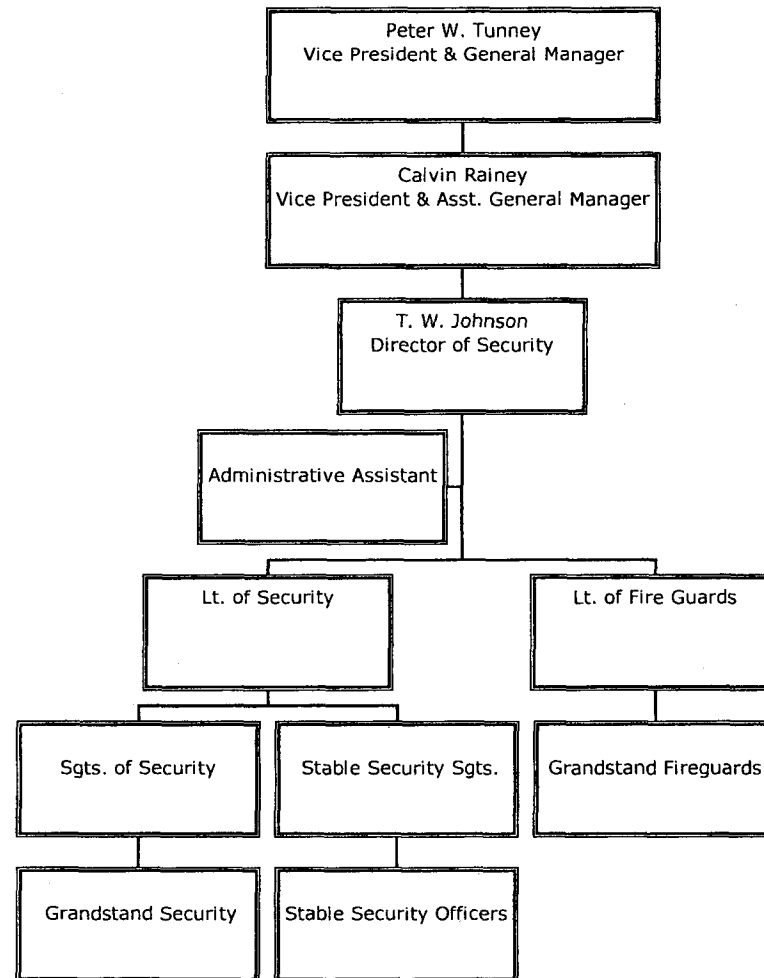 Peter W. Tunney
Vice President & General Manager
Calvin Rainey
Vice President & Asst. General Manager
T. W. Johnson
Director of Security
Administrative Assistant
Lt. of Security
Lt. of Fire Guards
Sgts. of Security
Stable Security Sgts.
Grandstand Fireguards
Grandstand Security
Stable Security Officers